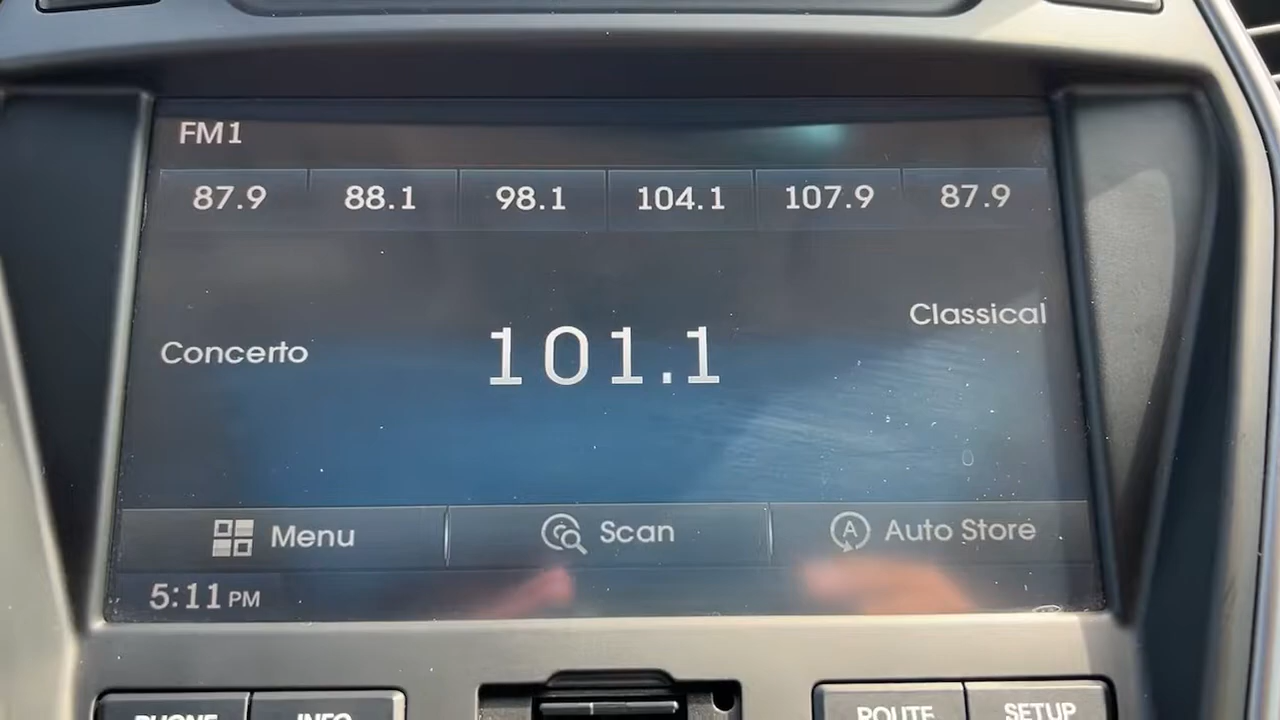 FM1
87.9 88.1 98.1 104.1 107.9 87.9
Classical
Concerto 101.1
Menu Scan Auto Store
5:11 PM
PHONE INFO ROUTE SETUP